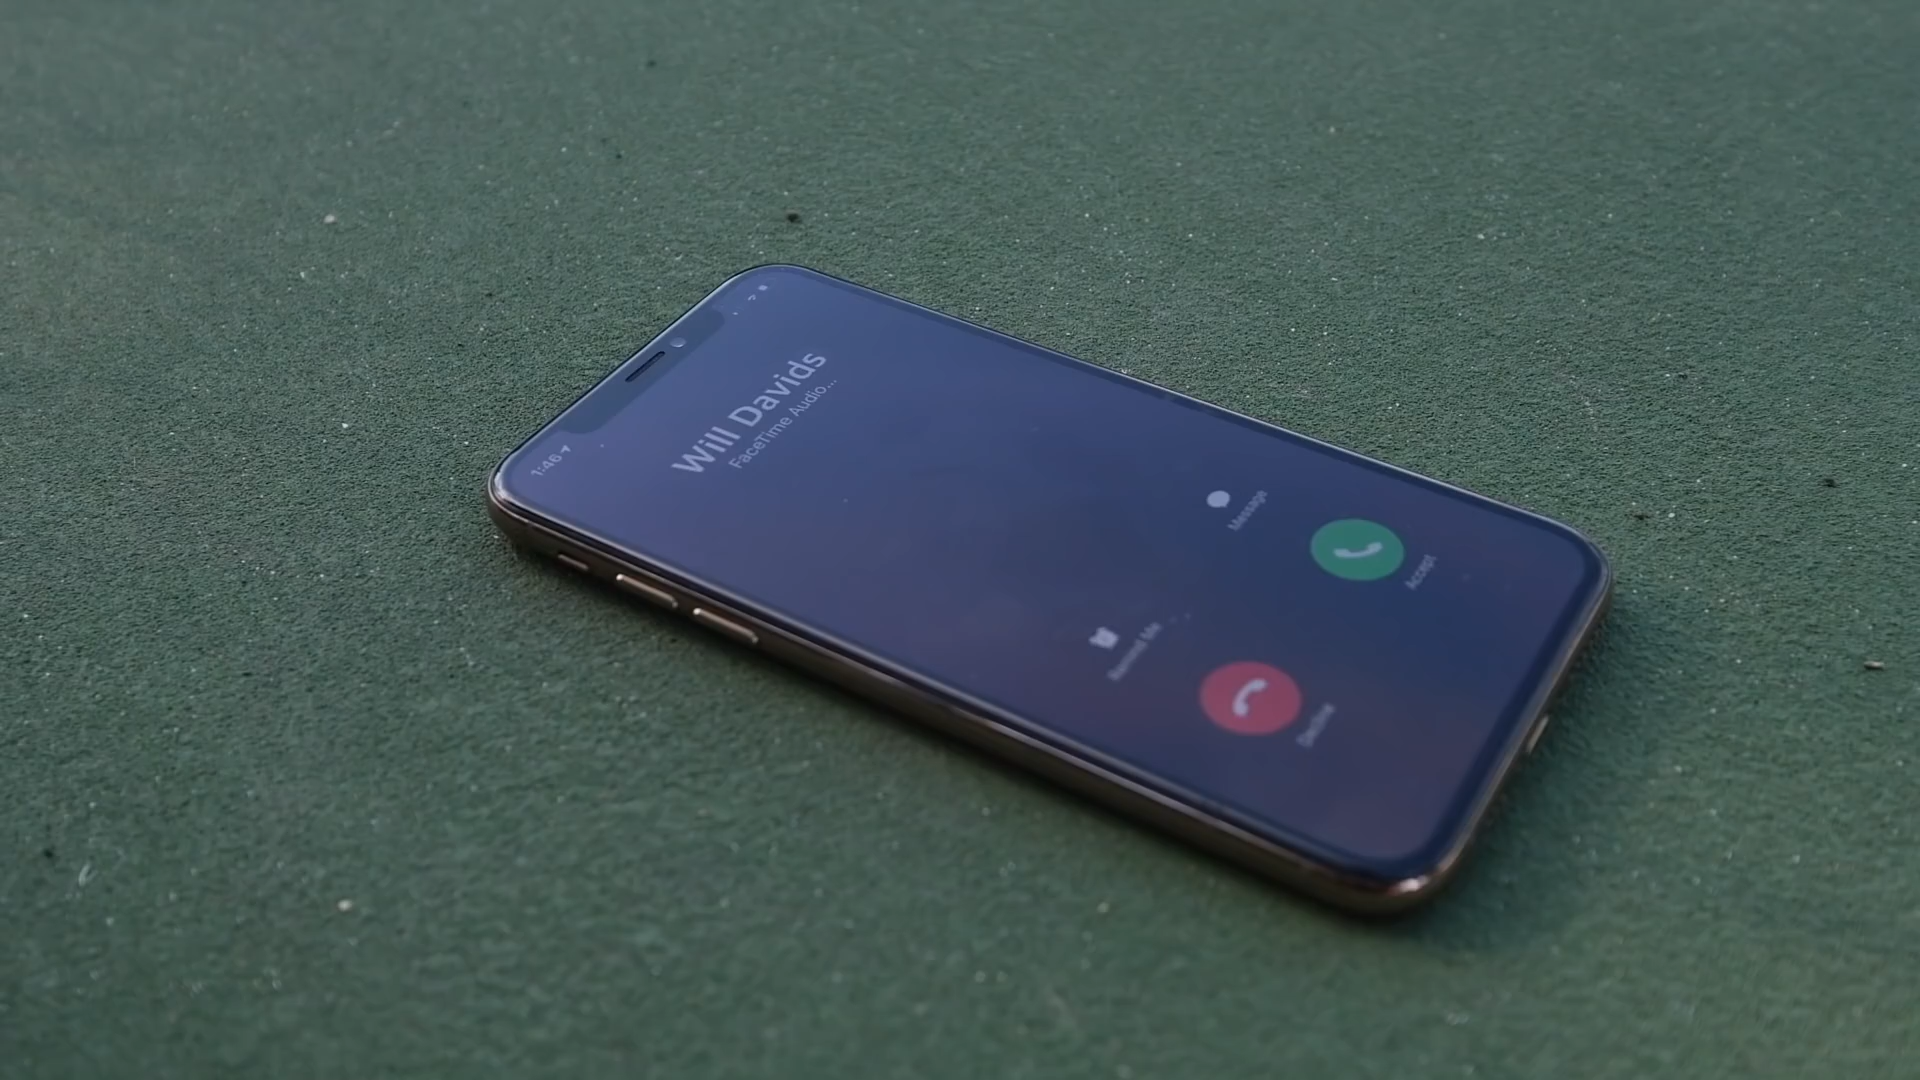 1:46
Will Davids
FaceTime Audio...
Message
Accept
Remind Me
Decline